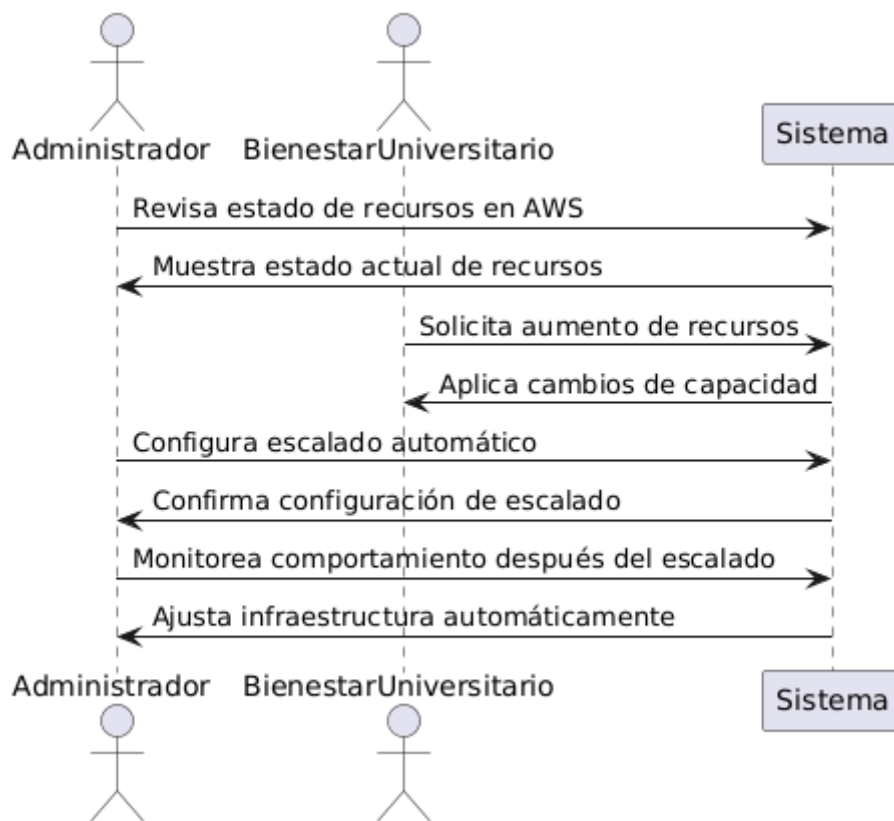 Administrador
BienestarUniversitario
Sistema
Revisa estado de recursos en AWS
Muestra estado actual de recursos
Solicita aumento de recursos
Aplica cambios de capacidad
Configura escalado automático
Confirma configuración de escalado
Monitorea comportamiento después del escalado
Ajusta infraestructura automáticamente
Administrador
BienestarUniversitario
Sistema